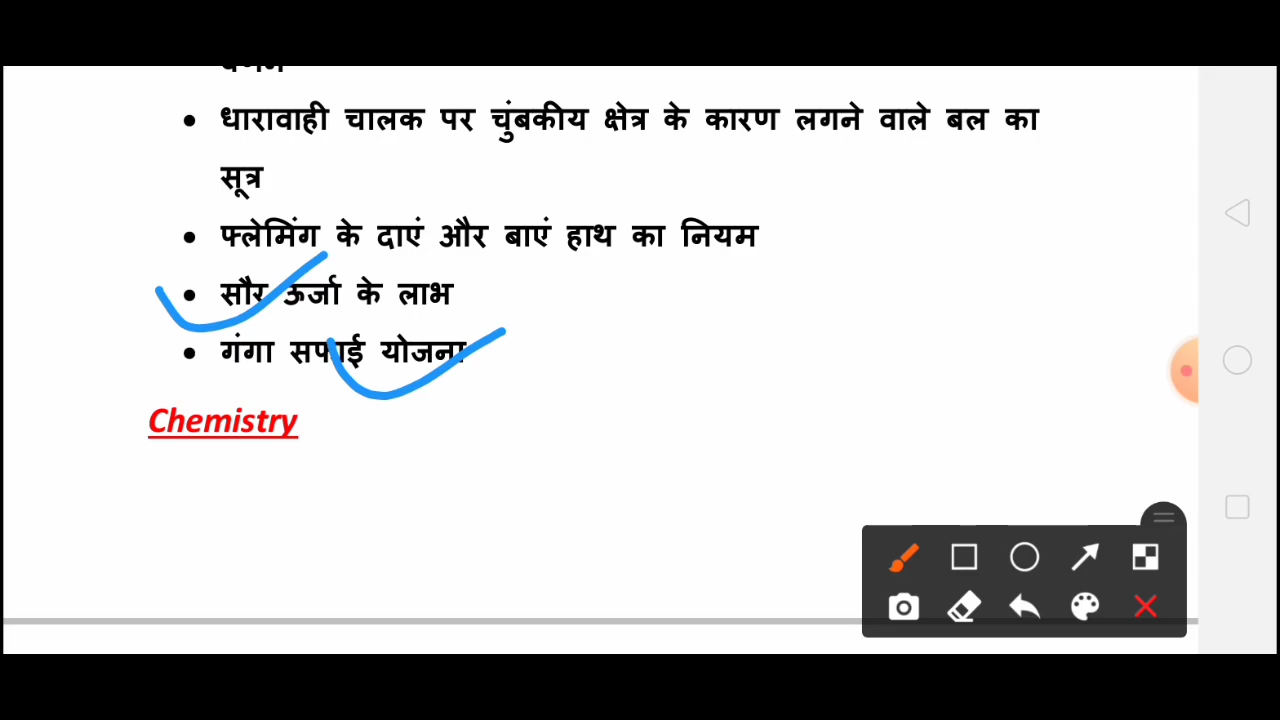 • धारावाही चालक पर चुंबकीय क्षेत्र के कारण लगने वाले बल का
सूत्र
• फ्लेमिंग के दाएं और बाएं हाथ का नियम
• सौर ऊर्जा के लाभ
• गंगा सफाई योजना
Chemistry